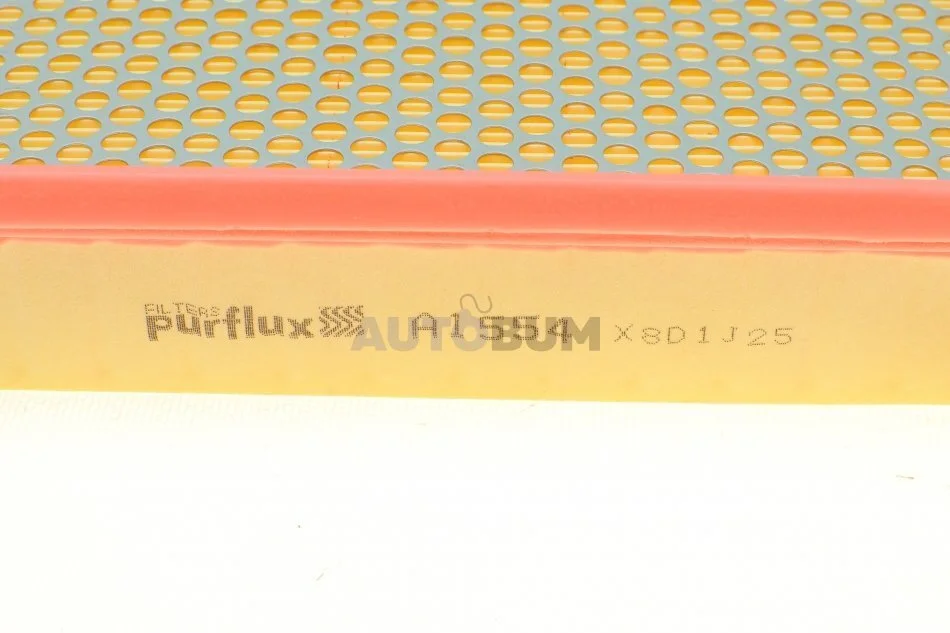 FILTERS
purflux A1554 X8D1J25
AUTOBUM